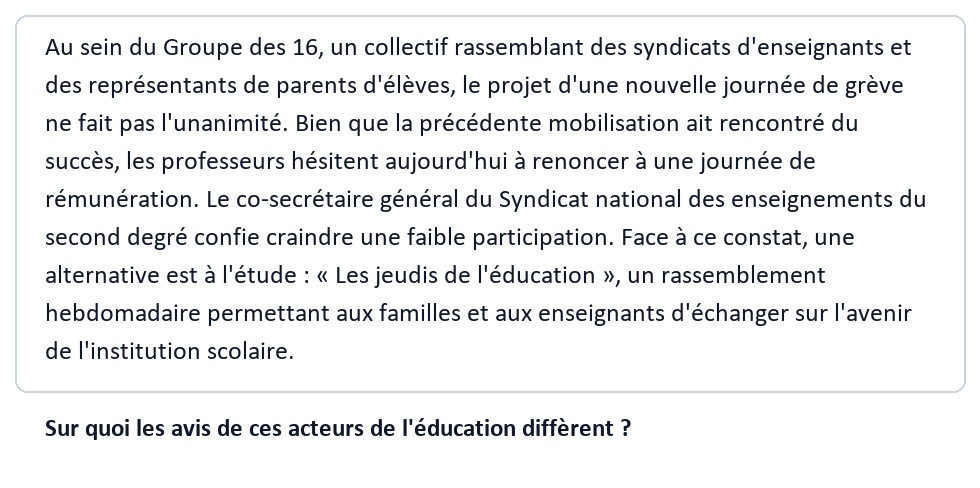 Au sein du Groupe des 16, un collectif rassemblant des syndicats d'enseignants et
des représentants de parents d'élèves, le projet d'une nouvelle journée de grève
ne fait pas l'unanimité. Bien que la précédente mobilisation ait rencontré du
succès, les professeurs hésitent aujourd'hui à renoncer à une journée de
rémunération. Le co-secrétaire général du Syndicat national des enseignements du
second degré confie craindre une faible participation. Face à ce constat, une
alternative est à l'étude : « Les jeudis de l'éducation », un rassemblement
hebdomadaire permettant aux familles et aux enseignants d'échanger sur l'avenir
de l'institution scolaire.
Sur quoi les avis de ces acteurs de l'éducation diffèrent ?